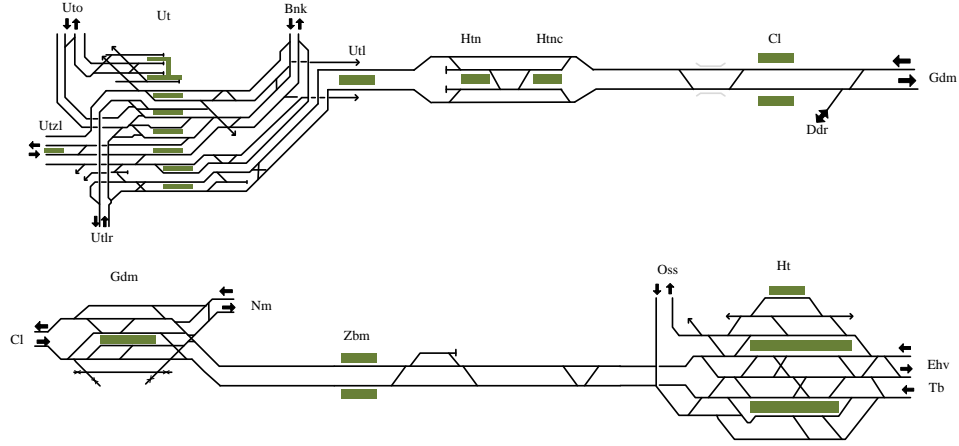 Uto
Ut
Bnk
Utl
Htn
Htnc
Cl
Gdm
Ddr
Utzl
Utlr
Gdm
Nm
Cl
Zbm
Oss
Ht
Ehv
Tb